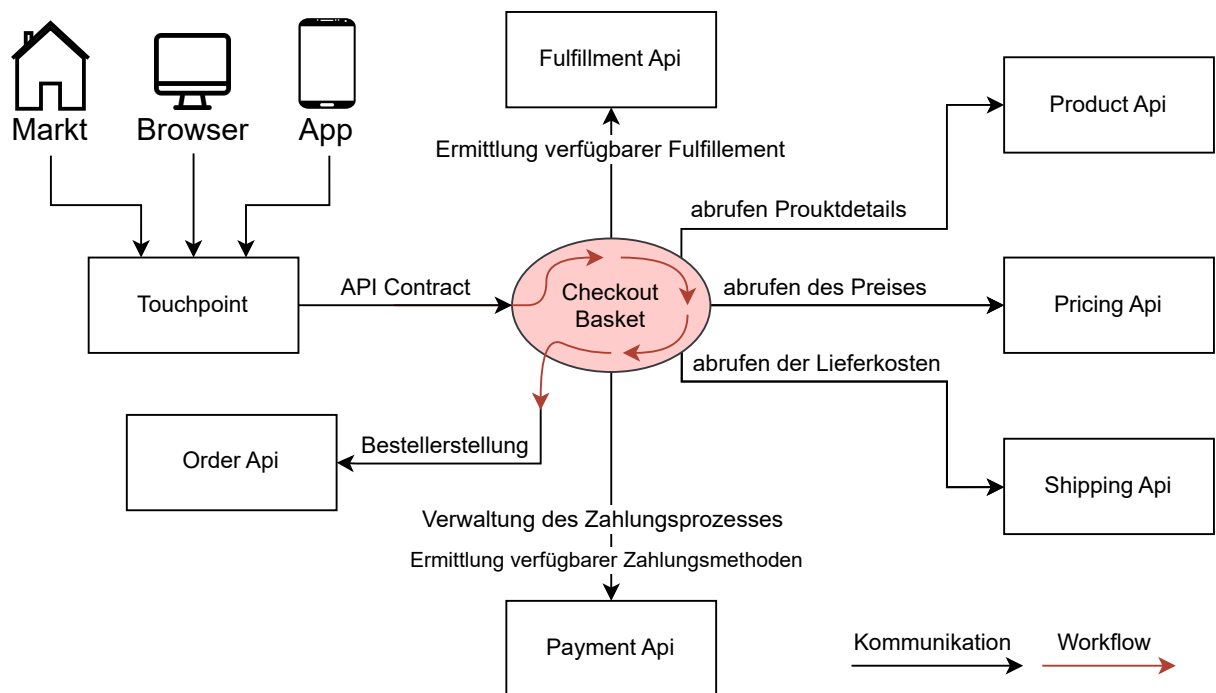 Markt
Browser
App
Fulfillment Api
Product Api
Ermittlung verfügbarer Fulfillement
abrufen Prouktdetails
Touchpoint
API Contract
Checkout
Basket
abrufen des Preises
Pricing Api
abrufen der Lieferkosten
Order Api
Bestellerstellung
Shipping Api
Verwaltung des Zahlungsprozesses
Ermittlung verfügbarer Zahlungsmethoden
Payment Api
Kommunikation
Workflow